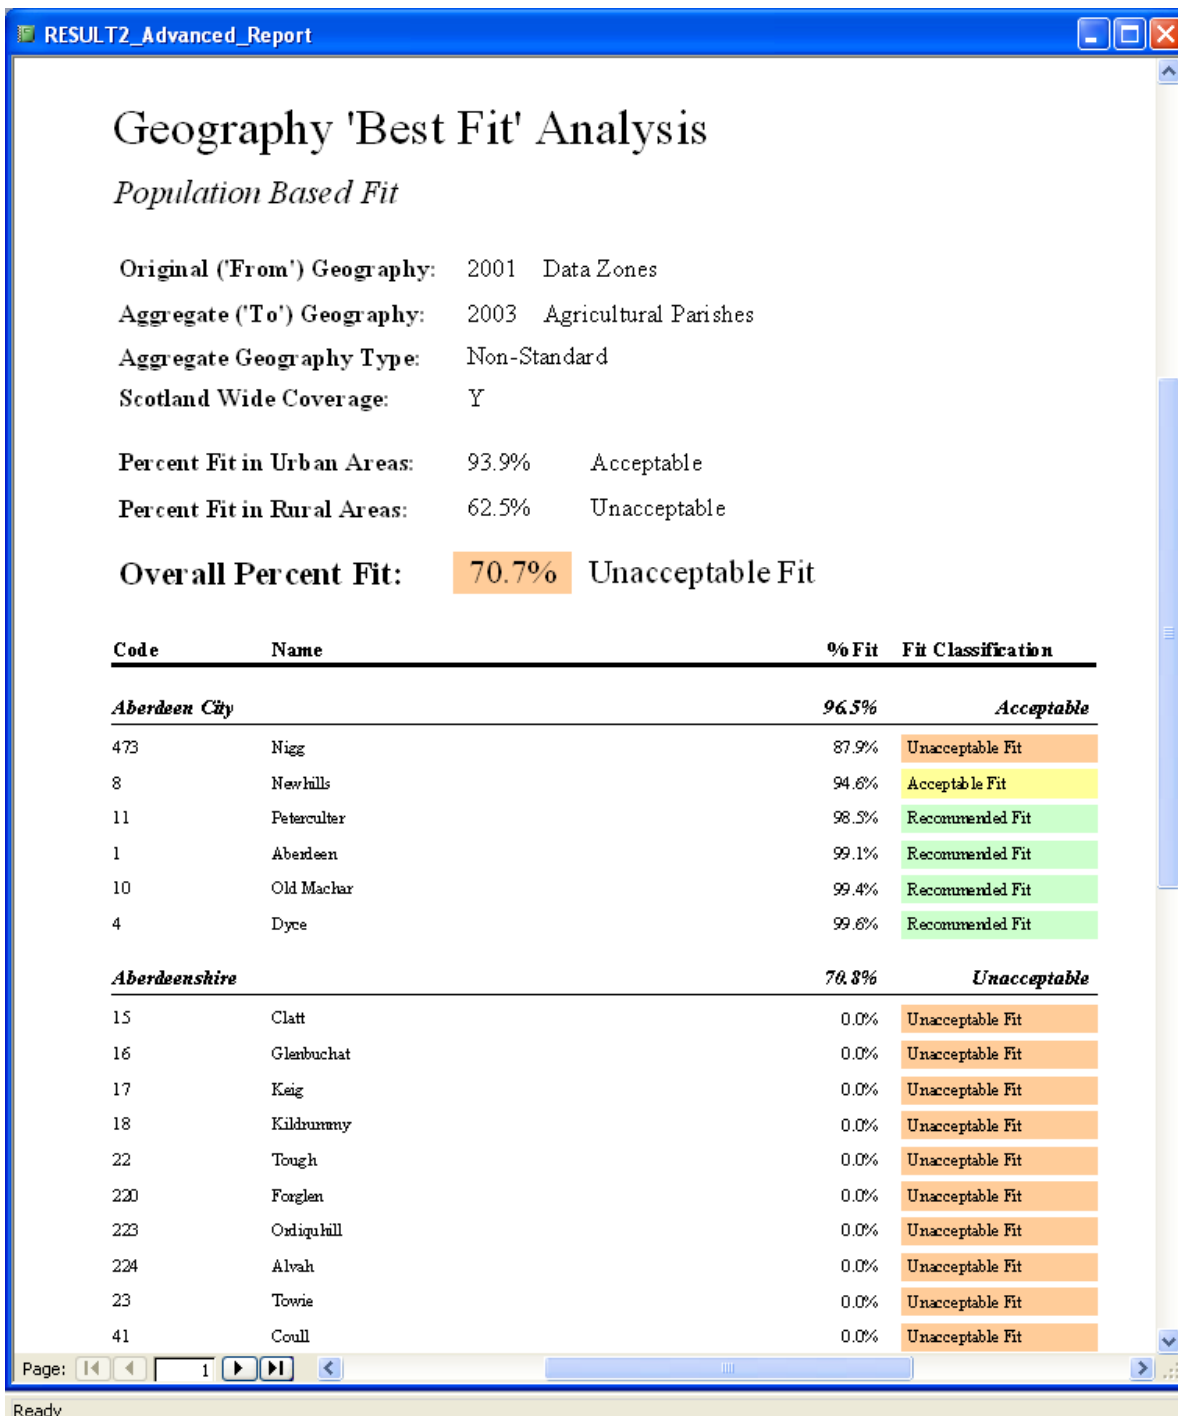 RESULT2_Advanced_Report
Geography 'Best Fit' Analysis
Population Based Fit
Original ('From') Geography: 2001 Data Zones
Aggregate ('To') Geography: 2003 Agricultural Parishes
Aggregate Geography Type: Non-Standard
Scotland Wide Coverage: Y
Percent Fit in Urban Areas: 93.9% Acceptable
Percent Fit in Rural Areas: 62.5% Unacceptable
Overall Percent Fit: 70.7% Unacceptable Fit
Code Name % Fit Fit Classification
Aberdeen City 96.5% Acceptable
473 Nigg 87.9% Unacceptable Fit
8 Newhills 94.6% Acceptable Fit
11 Peterculter 98.5% Recommended Fit
1 Aberdeen 99.1% Recommended Fit
10 Old Machar 99.4% Recommended Fit
4 Dyce 99.6% Recommended Fit
Aberdeenshire 70.8% Unacceptable
15 Clatt 0.0% Unacceptable Fit
16 Glenbuchat 0.0% Unacceptable Fit
17 Keig 0.0% Unacceptable Fit
18 Kildrummy 0.0% Unacceptable Fit
22 Tough 0.0% Unacceptable Fit
220 Forglen 0.0% Unacceptable Fit
223 Ordiquhill 0.0% Unacceptable Fit
224 Alvah 0.0% Unacceptable Fit
23 Towie 0.0% Unacceptable Fit
41 Coull 0.0% Unacceptable Fit
Page: 1
Ready